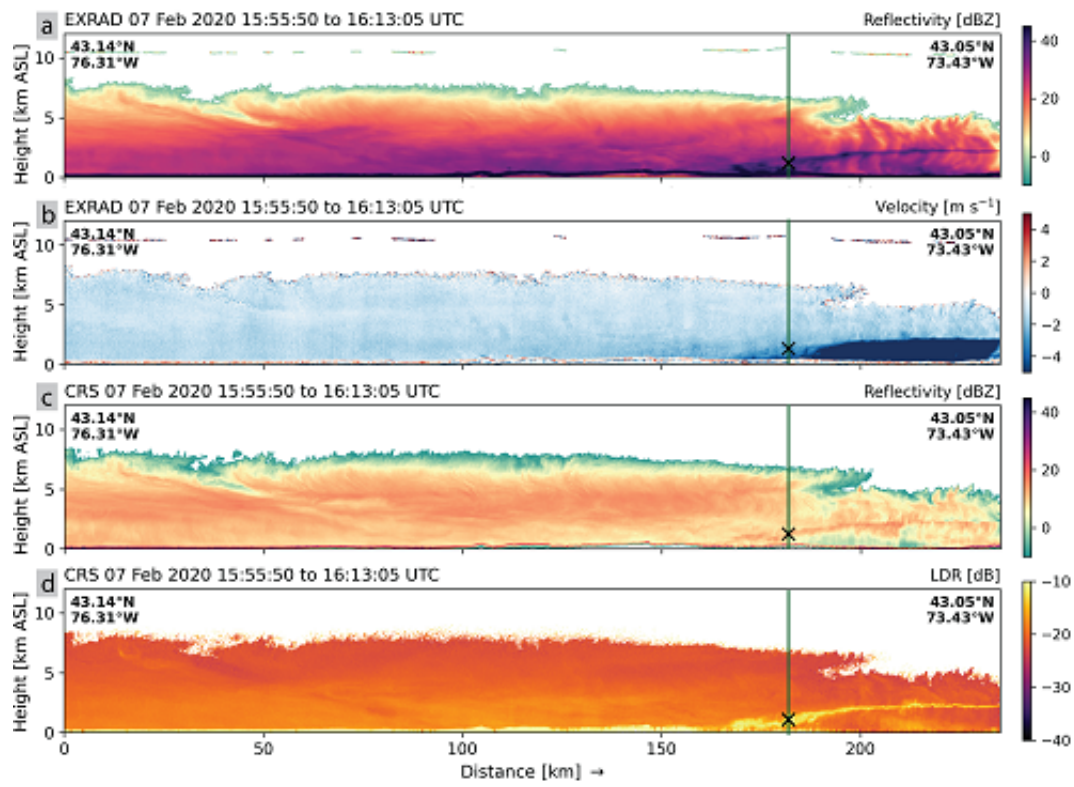 a EXRAD 07 Feb 2020 15:55:50 to 16:13:05 UTC Reflectivity [dBZ]
Height [km ASL]
10
5
0
43.14°N
76.31°W
43.05°N
73.43°W
40
20
0
b EXRAD 07 Feb 2020 15:55:50 to 16:13:05 UTC Velocity [m s⁻¹]
Height [km ASL]
10
5
0
43.14°N
76.31°W
43.05°N
73.43°W
4
2
0
−2
−4
c CRS 07 Feb 2020 15:55:50 to 16:13:05 UTC Reflectivity [dBZ]
Height [km ASL]
10
5
0
43.14°N
76.31°W
43.05°N
73.43°W
40
20
0
d CRS 07 Feb 2020 15:55:50 to 16:13:05 UTC LDR [dB]
Height [km ASL]
10
5
0
43.14°N
76.31°W
43.05°N
73.43°W
−10
−20
−30
−40
0 50 100 150 200
Distance [km] →